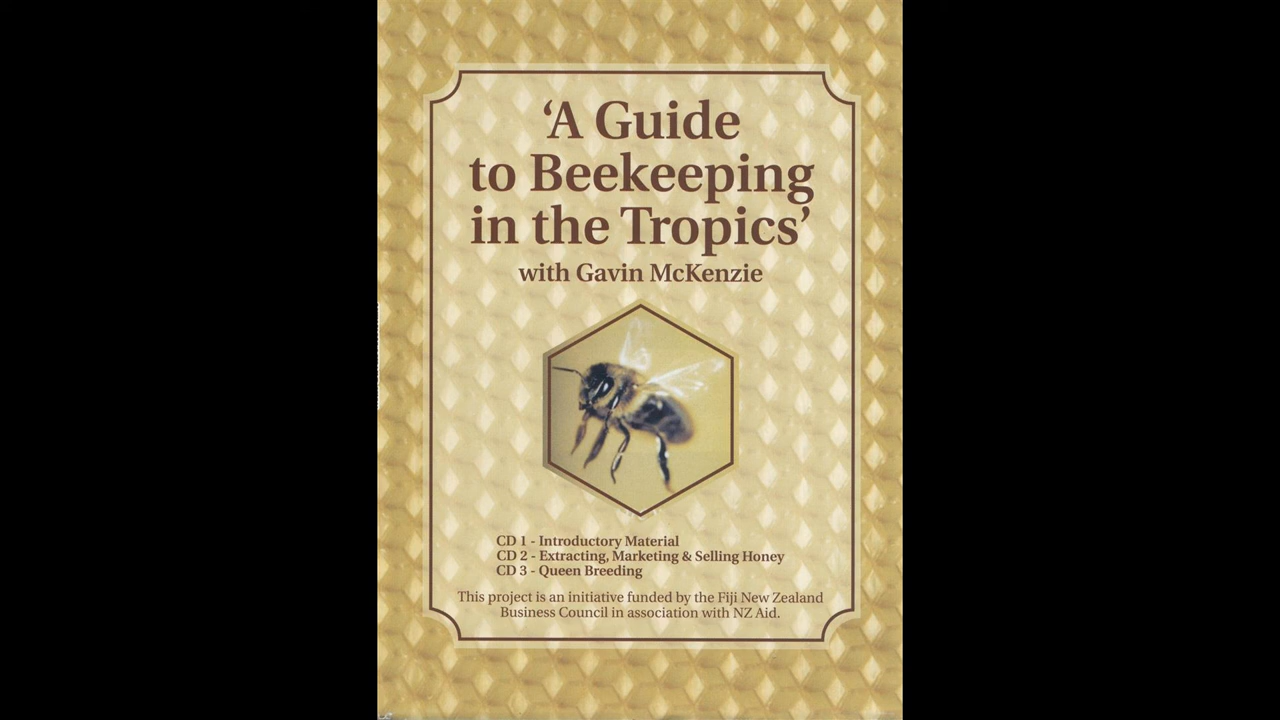 ‘A Guide
to Beekeeping
in the Tropics’
with Gavin McKenzie
CD 1 - Introductory Material
CD 2 - Extracting, Marketing & Selling Honey
CD 3 - Queen Breeding
This project is an initiative funded by the Fiji New Zealand
Business Council in association with NZ Aid.